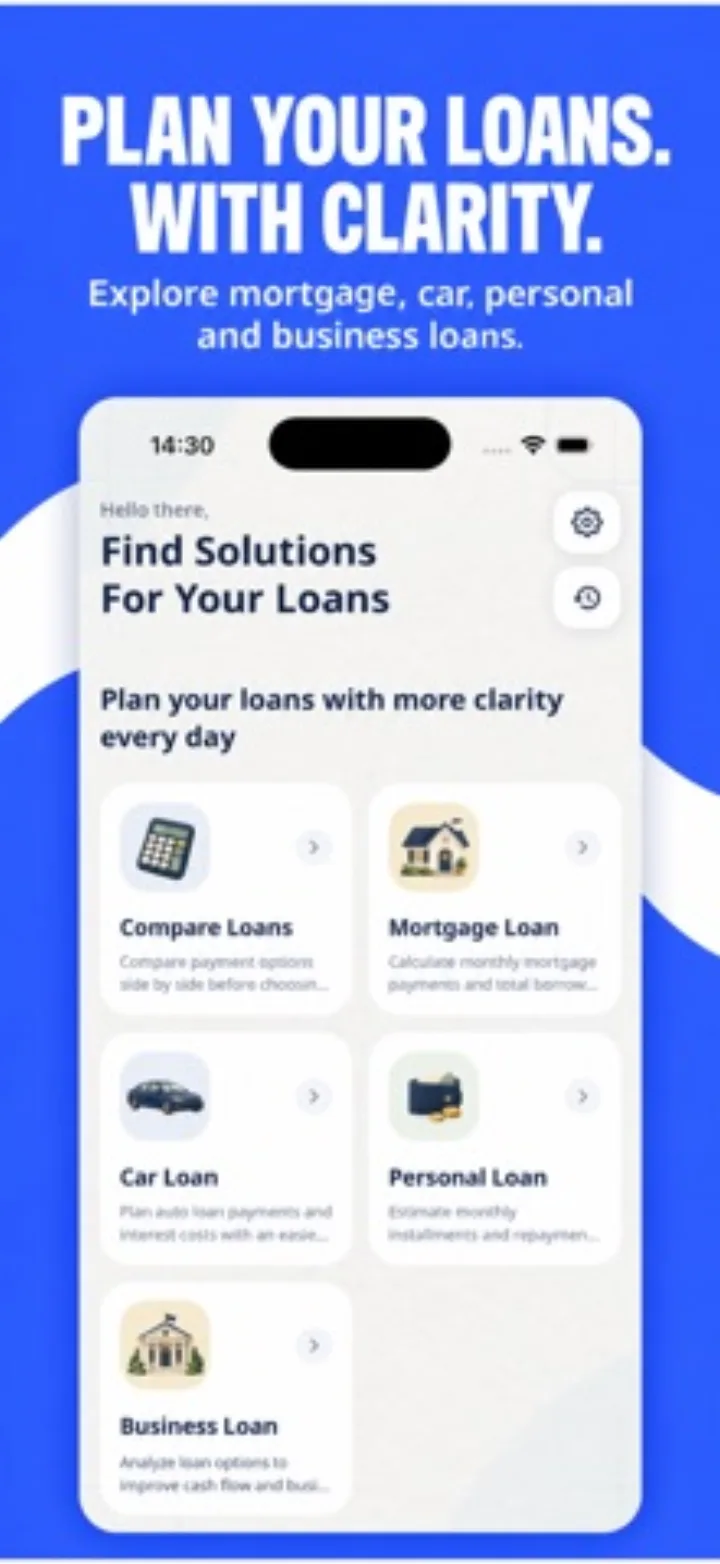 PLAN YOUR LOANS.
WITH CLARITY.
Explore mortgage, car, personal
and business loans.
14:30
Hello there,
Find Solutions
For Your Loans
Plan your loans with more clarity
every day
Compare Loans
Compare payment options
side by side before choosin...
Mortgage Loan
Calculate monthly mortgage
payments and total borrow...
Car Loan
Plan auto loan payments and
interest costs with an easie...
Personal Loan
Estimate monthly
installments and repaymen...
Business Loan
Analyze loan options to
improve cash flow and busi...